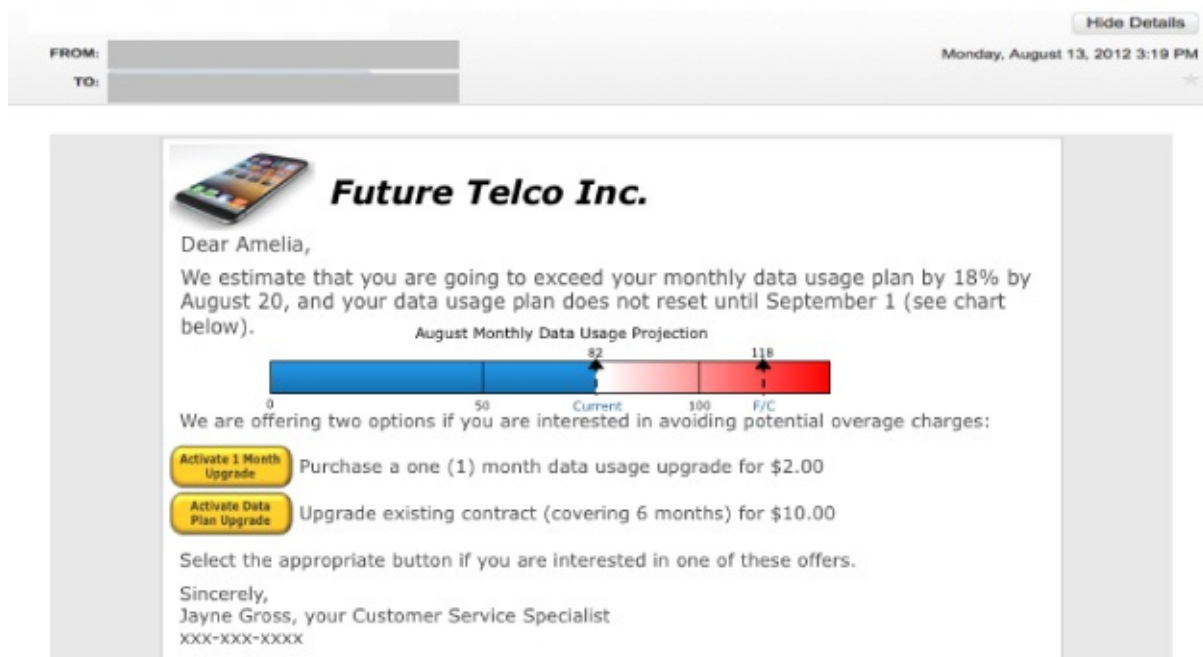 Hide Details
FROM:
Monday, August 13, 2012 3:19 PM
TO:
Future Telco Inc.
Dear Amelia,
We estimate that you are going to exceed your monthly data usage plan by 18% by
August 20, and your data usage plan does not reset until September 1 (see chart
below).
August Monthly Data Usage Projection
82 118
0 50 Current 100 F/C
We are offering two options if you are interested in avoiding potential overage charges:
Activate 1 Month
Upgrade
Purchase a one (1) month data usage upgrade for $2.00
Activate Data
Plan Upgrade
Upgrade existing contract (covering 6 months) for $10.00
Select the appropriate button if you are interested in one of these offers.
Sincerely,
Jayne Gross, your Customer Service Specialist
xxx-xxx-xxxx